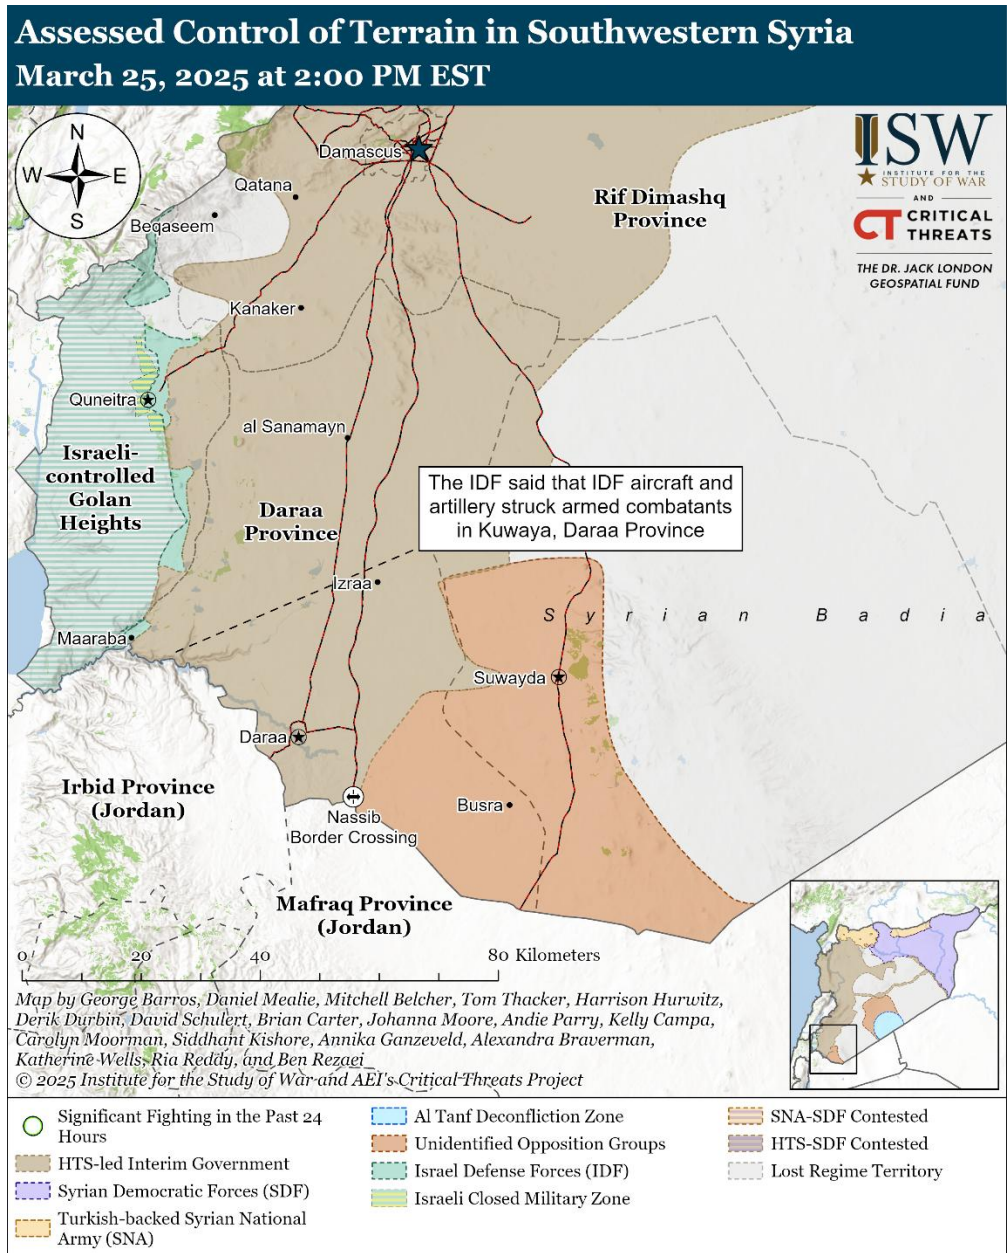 Assessed Control of Terrain in Southwestern Syria
March 25, 2025 at 2:00 PM EST
N
W
E
S
ISW
INSTITUTE FOR THE
STUDY OF WAR
AND
CT CRITICAL
THREATS
THE DR. JACK LONDON
GEOSPATIAL FUND
Damascus
Qatana
Beqaseem
Rif Dimashq
Province
Kanaker
Quneitra
al Sanamayn
Israeli-
controlled
Golan
Heights
Daraa
Province
The IDF said that IDF aircraft and
artillery struck armed combatants
in Kuwaya, Daraa Province
Izraa
Syrian Badia
Maaraba
Suwayda
Daraa
Irbid Province
(Jordan)
Nassib
Border Crossing
Busra
Mafraq Province
(Jordan)
0 20 40 80 Kilometers
Map by George Barros, Daniel Mealie, Mitchell Belcher, Tom Thacker, Harrison Hurwitz,
Derik Durbin, David Schulert, Brian Carter, Johanna Moore, Andie Parry, Kelly Campa,
Carolyn Moorman, Siddhant Kishore, Annika Ganzeveld, Alexandra Braverman,
Katherine Wells, Ria Reddy, and Ben Rezaei
© 2025 Institute for the Study of War and AEI's Critical Threats Project
Significant Fighting in the Past 24
Hours
HTS-led Interim Government
Syrian Democratic Forces (SDF)
Turkish-backed Syrian National
Army (SNA)
Al Tanf Deconfliction Zone
Unidentified Opposition Groups
Israel Defense Forces (IDF)
Israeli Closed Military Zone
SNA-SDF Contested
HTS-SDF Contested
Lost Regime Territory